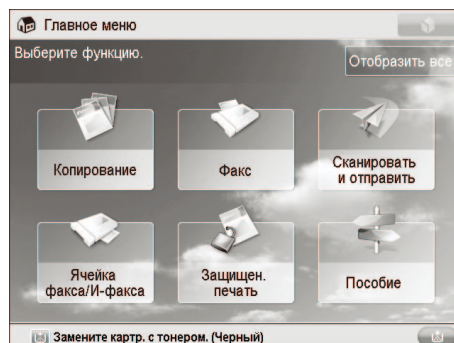 Главное меню
Выберите функцию.
Отобразить все
Копирование
Факс
Сканировать
и отправить
Ячейка
факса/И-факса
Защищен.
печать
Пособие
Замените картр. с тонером. (Черный)